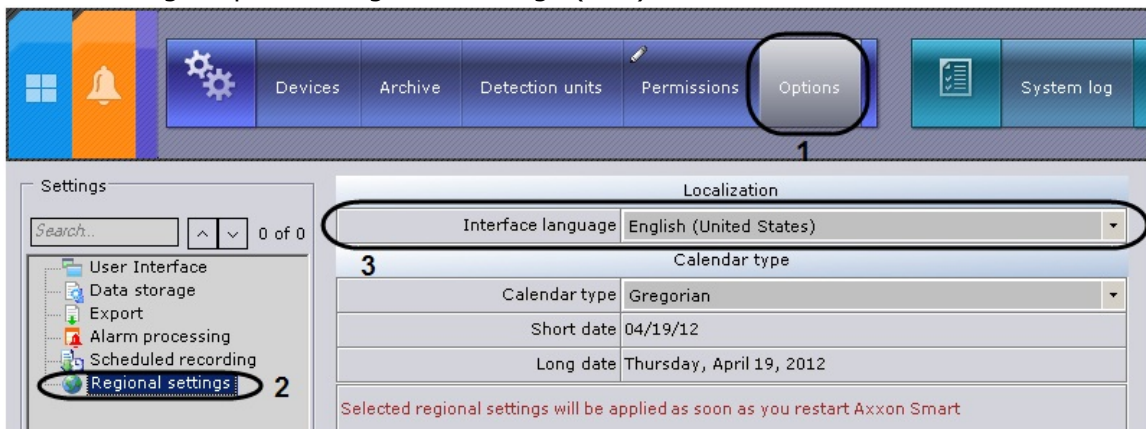 Devices Archive Detection units Permissions Options System log
1
Settings
Search... 0 of 0
User Interface
Data storage
Export
Alarm processing
Scheduled recording
Regional settings 2
Localization
Interface language English (United States)
3
Calendar type
Calendar type Gregorian
Short date 04/19/12
Long date Thursday, April 19, 2012
Selected regional settings will be applied as soon as you restart Axxon Smart